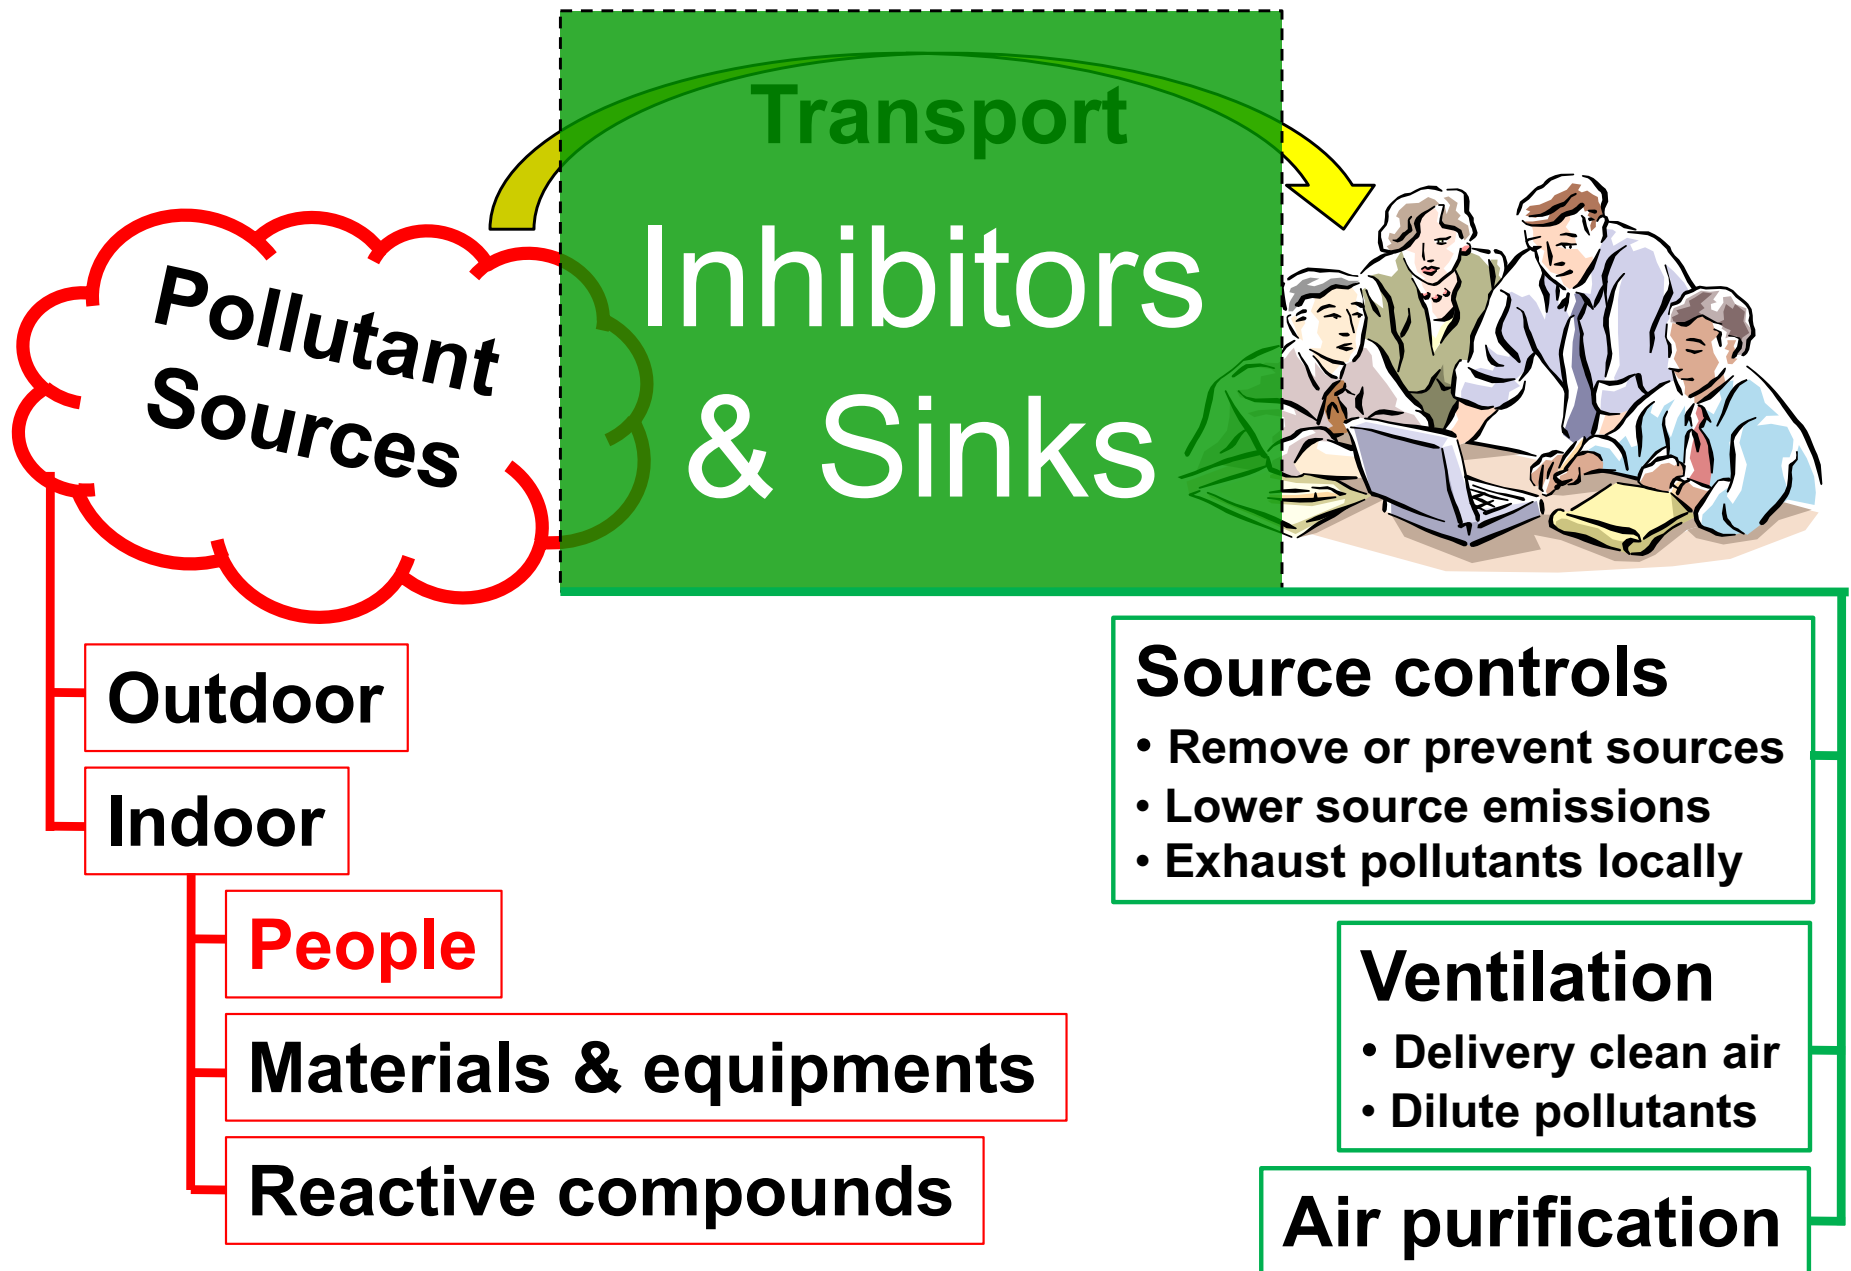 Transport
Pollutant
Sources
Inhibitors
& Sinks
Outdoor
Indoor
People
Materials & equipments
Reactive compounds
Source controls
• Remove or prevent sources
• Lower source emissions
• Exhaust pollutants locally
Ventilation
• Delivery clean air
• Dilute pollutants
Air purification